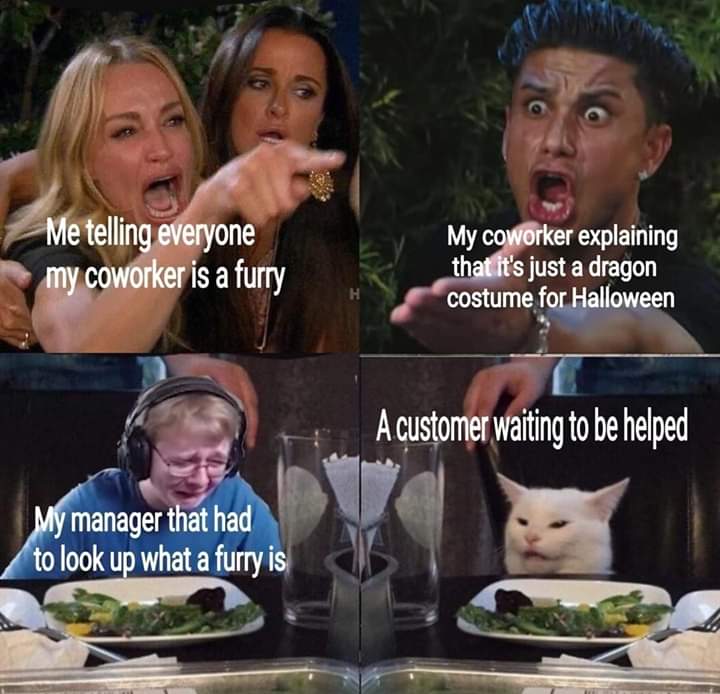 Me telling everyone
my coworker is a furry
My coworker explaining
that it's just a dragon
costume for Halloween
My manager that had
to look up what a furry is
A customer waiting to be helped